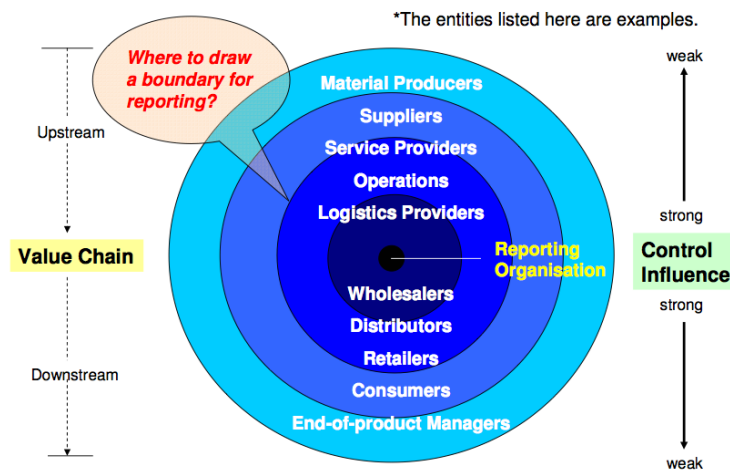 *The entities listed here are examples.
Where to draw
a boundary for
reporting?
weak
Material Producers
Suppliers
Upstream
Service Providers
Operations
Logistics Providers
strong
Value Chain
Reporting
Organisation
Control
Influence
strong
Wholesalers
Distributors
Retailers
Downstream
Consumers
End-of-product Managers
weak